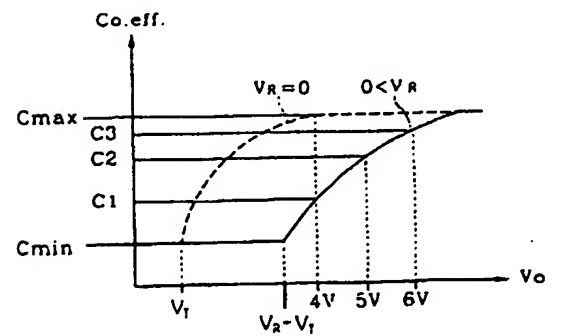 Co.eff.
VR=0
0<VR
Cmax
C3
C2
C1
Cmin
Vo
VT
VR-VT
4V
5V
6V